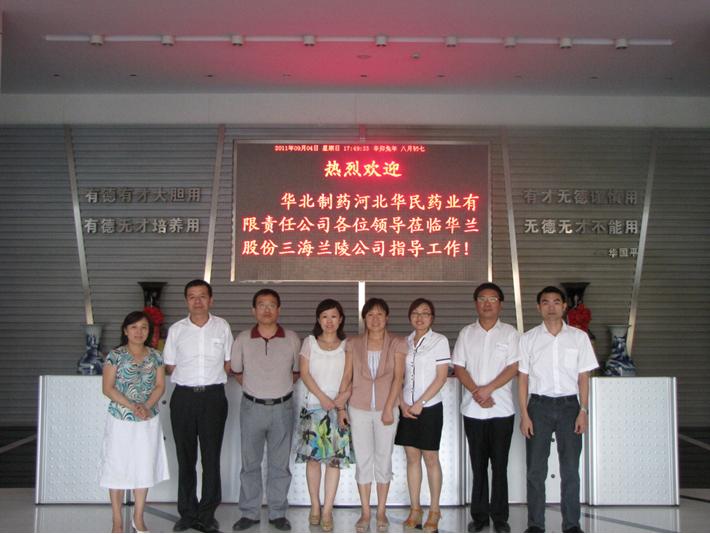 2011年09月04日 星期日 17:49:33 辛卯兔年 八月初七
热烈欢迎
华北制药河北华民药业有
限责任公司各位领导莅临华兰
股份三海兰陵公司指导工作！
有德有才大胆用
有德无才培养用
有才无德谨慎用
无德无才不能用
华国平